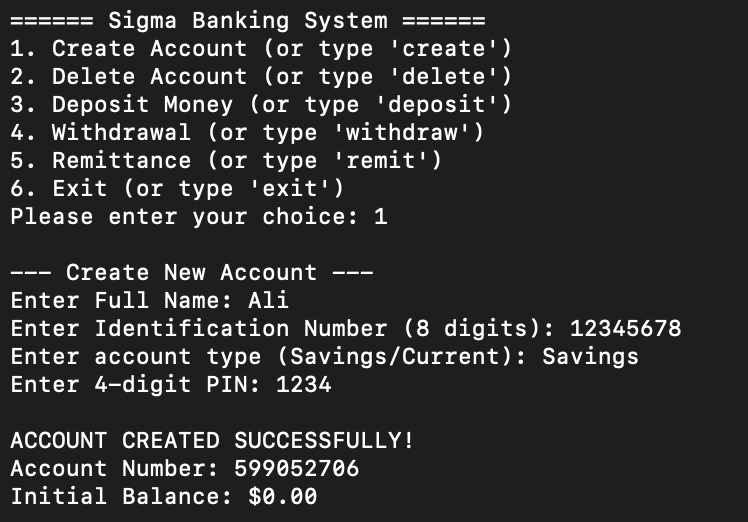 ====== Sigma Banking System ======
1. Create Account (or type 'create')
2. Delete Account (or type 'delete')
3. Deposit Money (or type 'deposit')
4. Withdrawal (or type 'withdraw')
5. Remittance (or type 'remit')
6. Exit (or type 'exit')
Please enter your choice: 1

--- Create New Account ---
Enter Full Name: Ali
Enter Identification Number (8 digits): 12345678
Enter account type (Savings/Current): Savings
Enter 4-digit PIN: 1234

ACCOUNT CREATED SUCCESSFULLY!
Account Number: 599052706
Initial Balance: $0.00